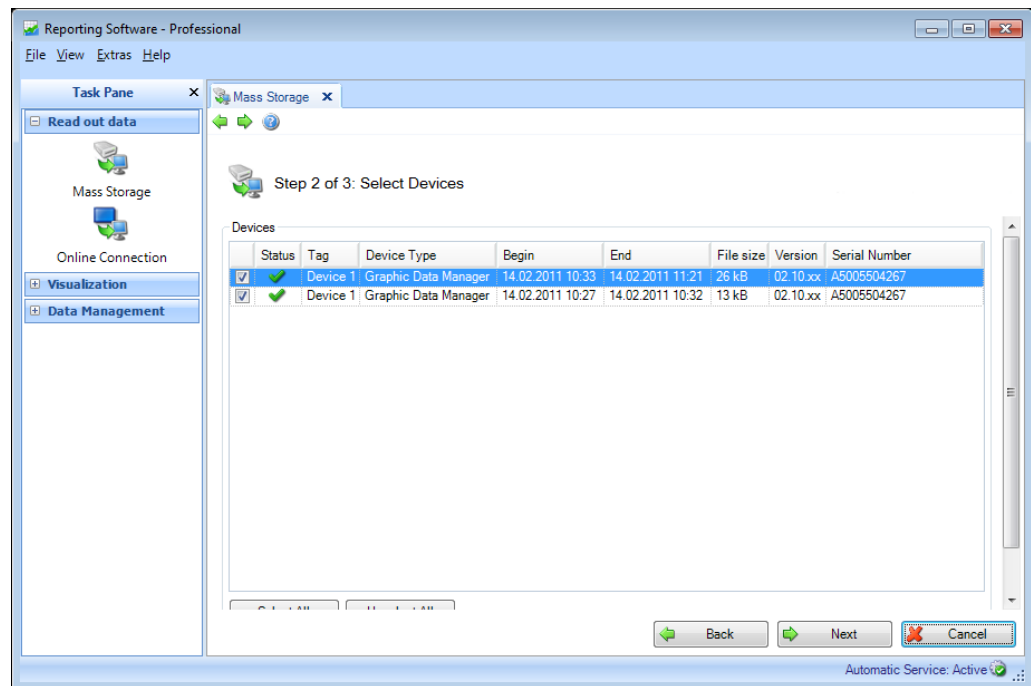 Reporting Software - Professional
File View Extras Help
Task Pane
Read out data
Mass Storage
Online Connection
Visualization
Data Management
Mass Storage
Step 2 of 3: Select Devices
Devices
Status Tag Device Type Begin End File size Version Serial Number
Device 1 Graphic Data Manager 14.02.2011 10:33 14.02.2011 11:21 26 kB 02.10.xx A5005504267
Device 1 Graphic Data Manager 14.02.2011 10:27 14.02.2011 10:32 13 kB 02.10.xx A5005504267
Back Next Cancel
Automatic Service: Active